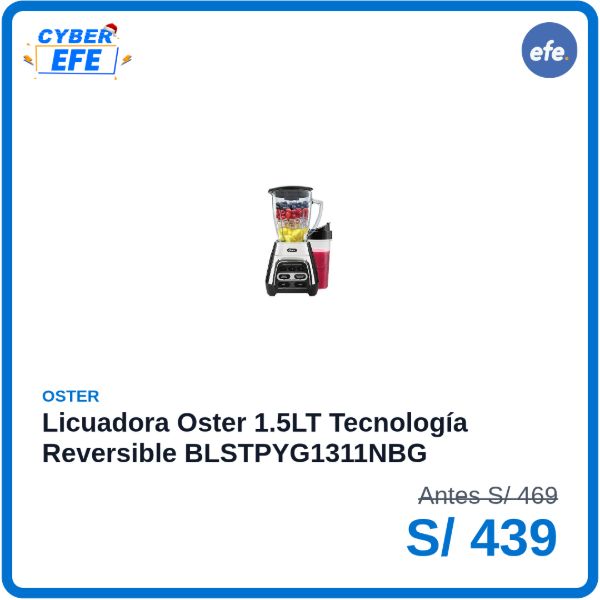 CYBER
EFE
efe.
OSTER
Licuadora Oster 1.5LT Tecnología
Reversible BLSTPYG1311NBG
Antes S/ 469
S/ 439